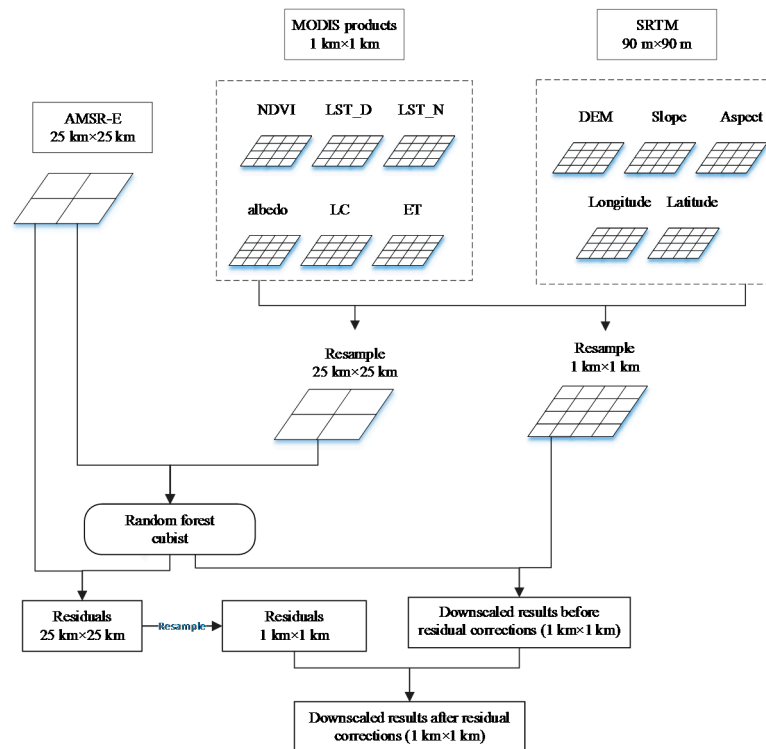 MODIS products
1 km×1 km
SRTM
90 m×90 m
AMSR-E
25 km×25 km
NDVI
LST_D
LST_N
albedo
LC
ET
DEM
Slope
Aspect
Longitude
Latitude
Resample
25 km×25 km
Resample
1 km×1 km
Random forest
cubist
Residuals
25 km×25 km
Resample
Residuals
1 km×1 km
Downscaled results before
residual corrections (1 km×1 km)
Downscaled results after residual
corrections (1 km×1 km)